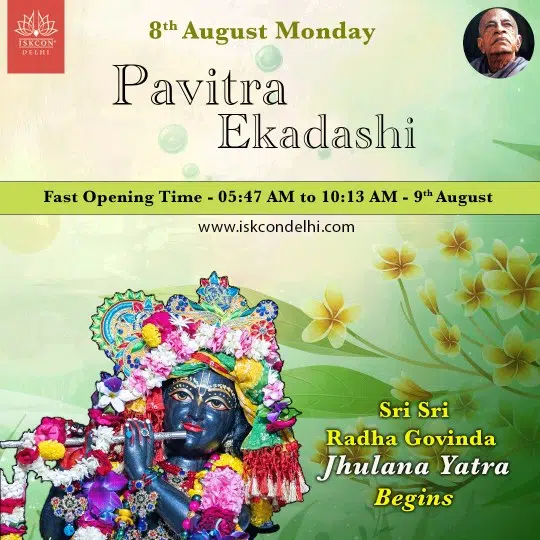 ISKCON
DELHI
8th August Monday
Pavitra
Ekadashi
Fast Opening Time - 05:47 AM to 10:13 AM - 9th August
www.iskcondelhi.com
Sri Sri
Radha Govinda
Jhulana Yatra
Begins